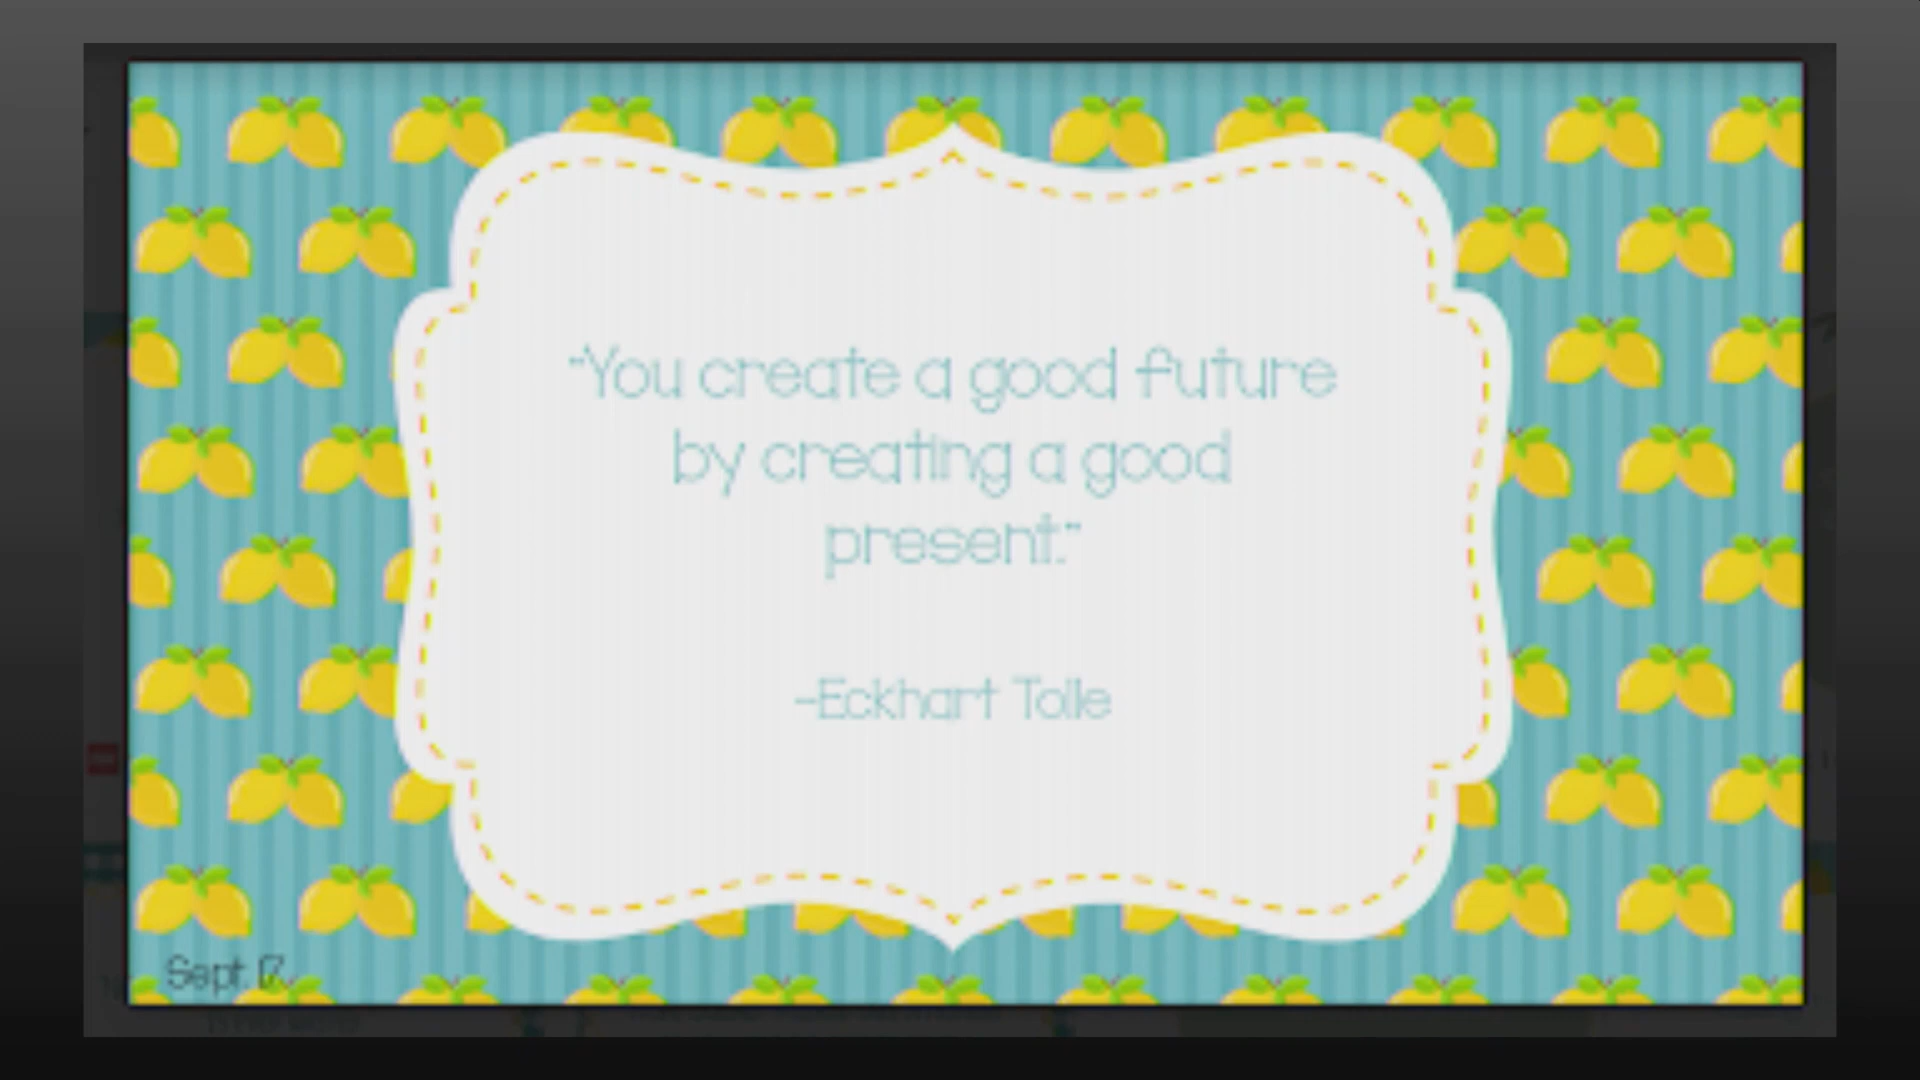 "You create a good future
by creating a good
present."
-Eckhart Tolle
Sept. 17